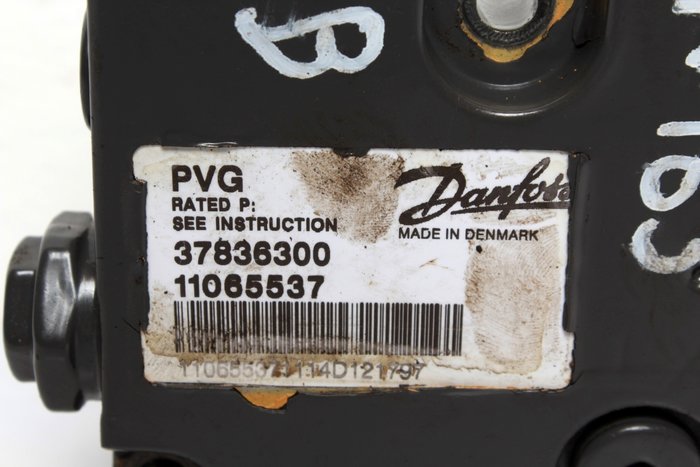 B
PVG
RATED P:
SEE INSTRUCTION
37836300
11065537
Danfoss
MADE IN DENMARK